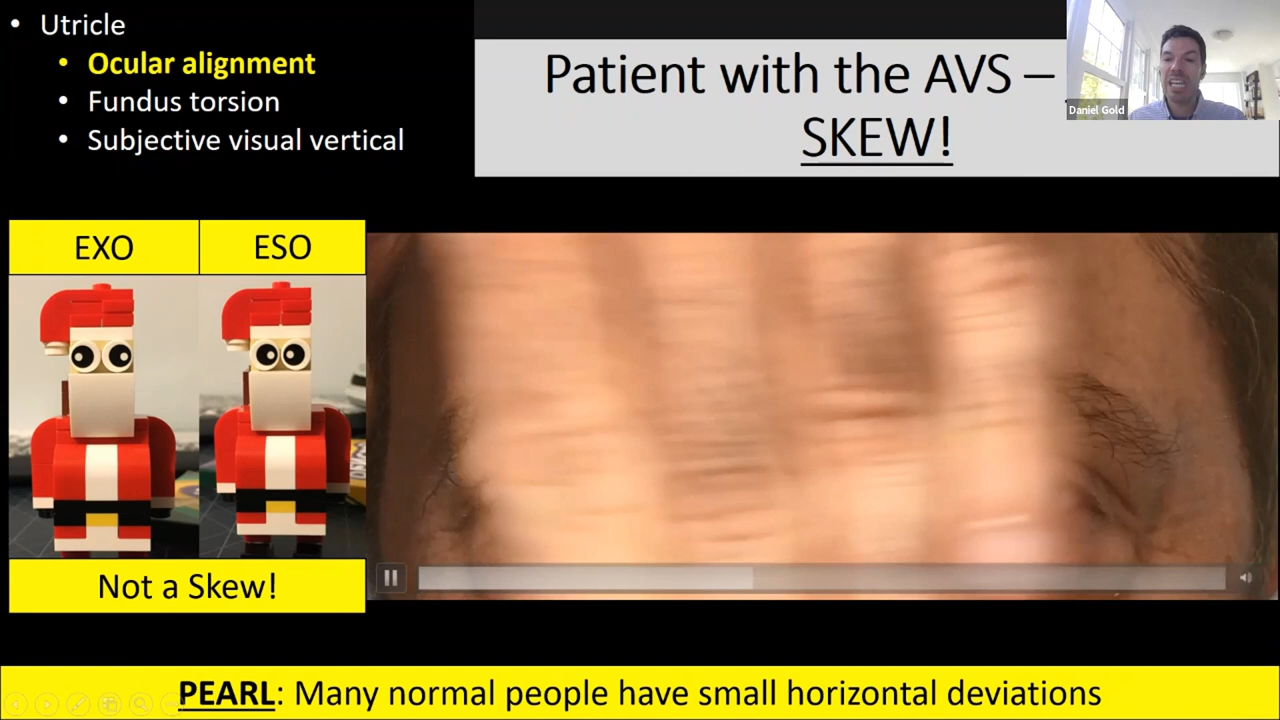 • Utricle
• Ocular alignment
• Fundus torsion
• Subjective visual vertical
Patient with the AVS –
SKEW!
Daniel Gold
EXO
ESO
Not a Skew!
PEARL: Many normal people have small horizontal deviations